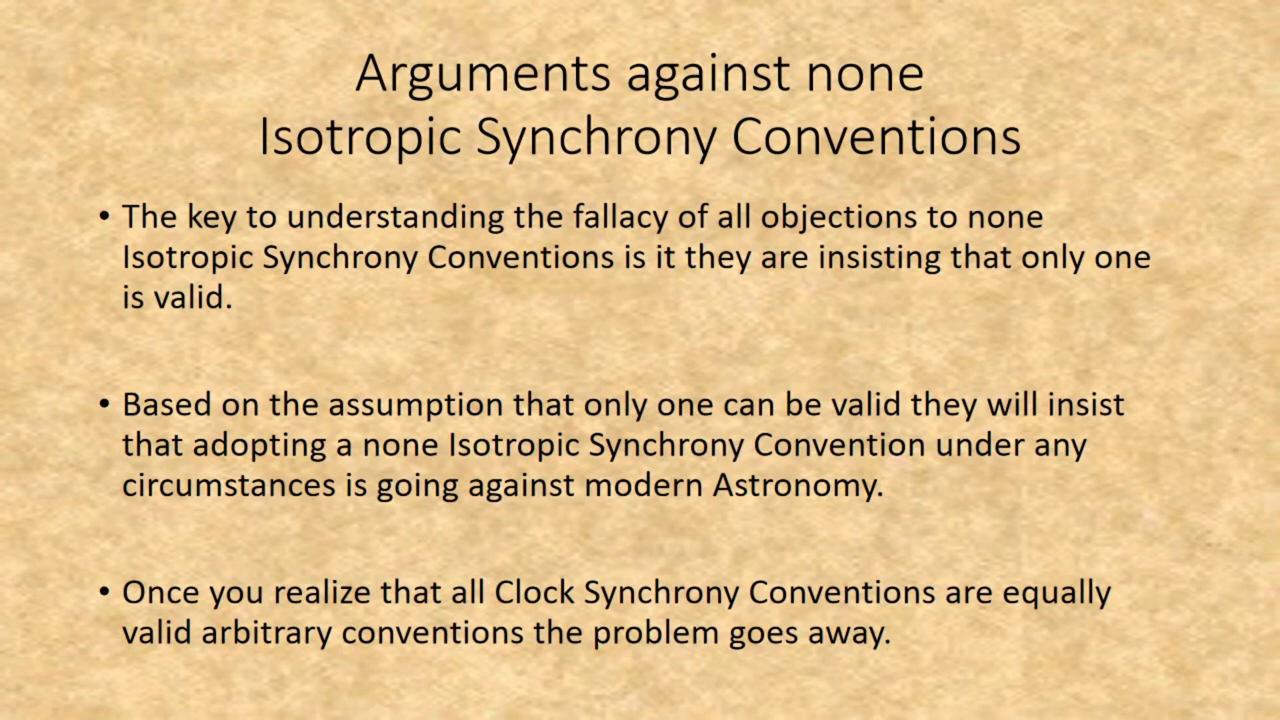 Arguments against none
Isotropic Synchrony Conventions
• The key to understanding the fallacy of all objections to none
Isotropic Synchrony Conventions is it they are insisting that only one
is valid.
• Based on the assumption that only one can be valid they will insist
that adopting a none Isotropic Synchrony Convention under any
circumstances is going against modern Astronomy.
• Once you realize that all Clock Synchrony Conventions are equally
valid arbitrary conventions the problem goes away.